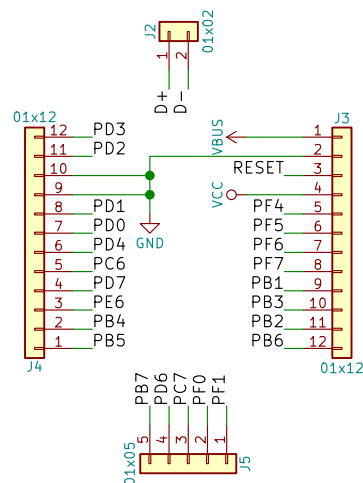 J2
01x02
1
2
D+
D-
01x12
J3
12 PD3
11 PD2
10
9
8 PD1
7 PD0
6 PD4
5 PC6
4 PD7
3 PE6
2 PB4
1 PB5
J4
GND
VBUS
VCC
1
2
RESET 3
4
PF4 5
PF5 6
PF6 7
PF7 8
PB1 9
PB3 10
PB2 11
PB6 12
01x12
PB7 5
PD6 4
PC7 3
PF0 2
PF1 1
01x05
J5